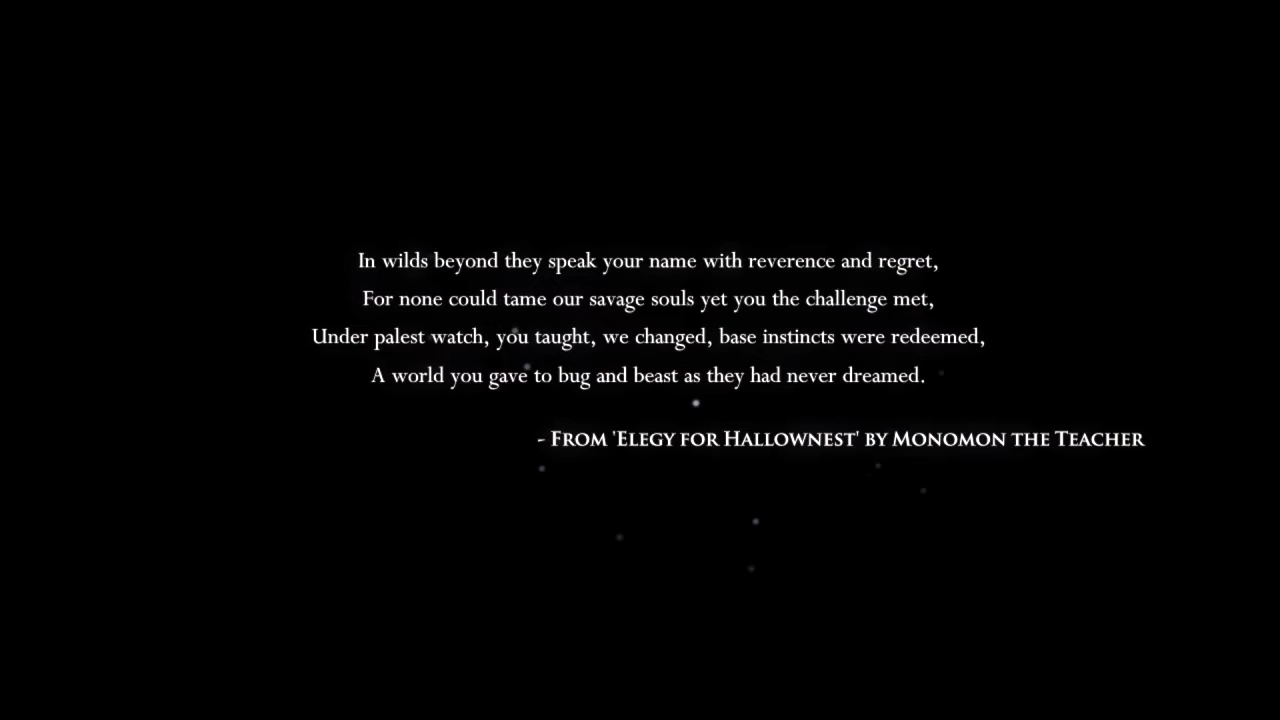 In wilds beyond they speak your name with reverence and regret,
For none could tame our savage souls yet you the challenge met,
Under palest watch, you taught, we changed, base instincts were redeemed,
A world you gave to bug and beast as they had never dreamed.
- From 'Elegy for Hallownest' by Monomon the Teacher